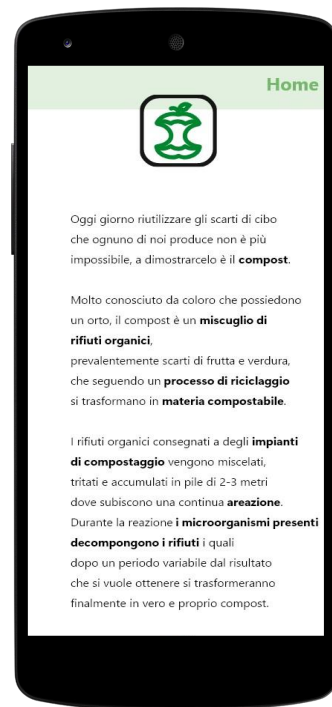 Home
Oggi giorno riutilizzare gli scarti di cibo
che ognuno di noi produce non è più
impossibile, a dimostrarcelo è il compost.
Molto conosciuto da coloro che possiedono
un orto, il compost è un miscuglio di
rifiuti organici,
prevalentemente scarti di frutta e verdura,
che seguendo un processo di riciclaggio
si trasformano in materia compostabile.
I rifiuti organici consegnati a degli impianti
di compostaggio vengono miscelati,
tritati e accumulati in pile di 2-3 metri
dove subiscono una continua areazione.
Durante la reazione i microorganismi presenti
decompongono i rifiuti i quali
dopo un periodo variabile dal risultato
che si vuole ottenere si trasformeranno
finalmente in vero e proprio compost.